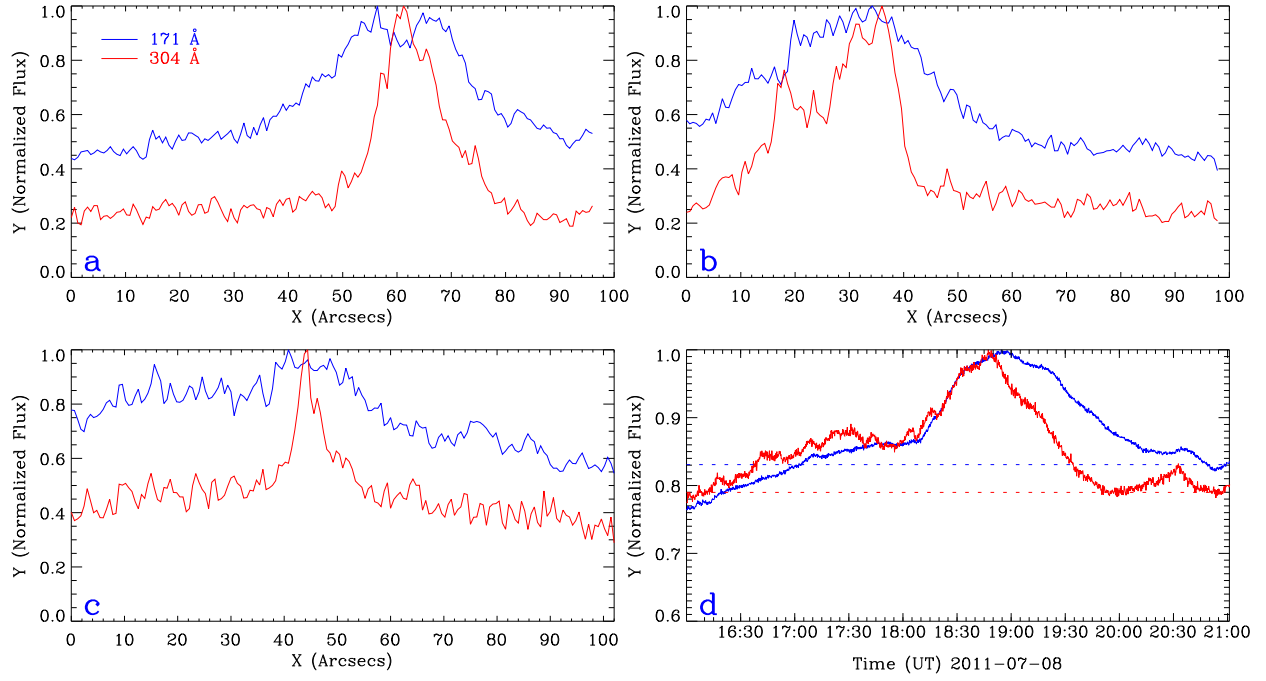 1.0
0.8
0.6
0.4
0.2
0.0
Y (Normalized Flux)
171 Å
304 Å
a
0 10 20 30 40 50 60 70 80 90 100
X (Arcsecs)
1.0
0.8
0.6
0.4
0.2
0.0
Y (Normalized Flux)
b
0 10 20 30 40 50 60 70 80 90 100
X (Arcsecs)
1.0
0.8
0.6
0.4
0.2
0.0
Y (Normalized Flux)
c
0 10 20 30 40 50 60 70 80 90 100
X (Arcsecs)
1.0
0.9
0.8
0.7
0.6
Y (Normalized Flux)
d
16:30 17:00 17:30 18:00 18:30 19:00 19:30 20:00 20:30 21:00
Time (UT) 2011-07-08